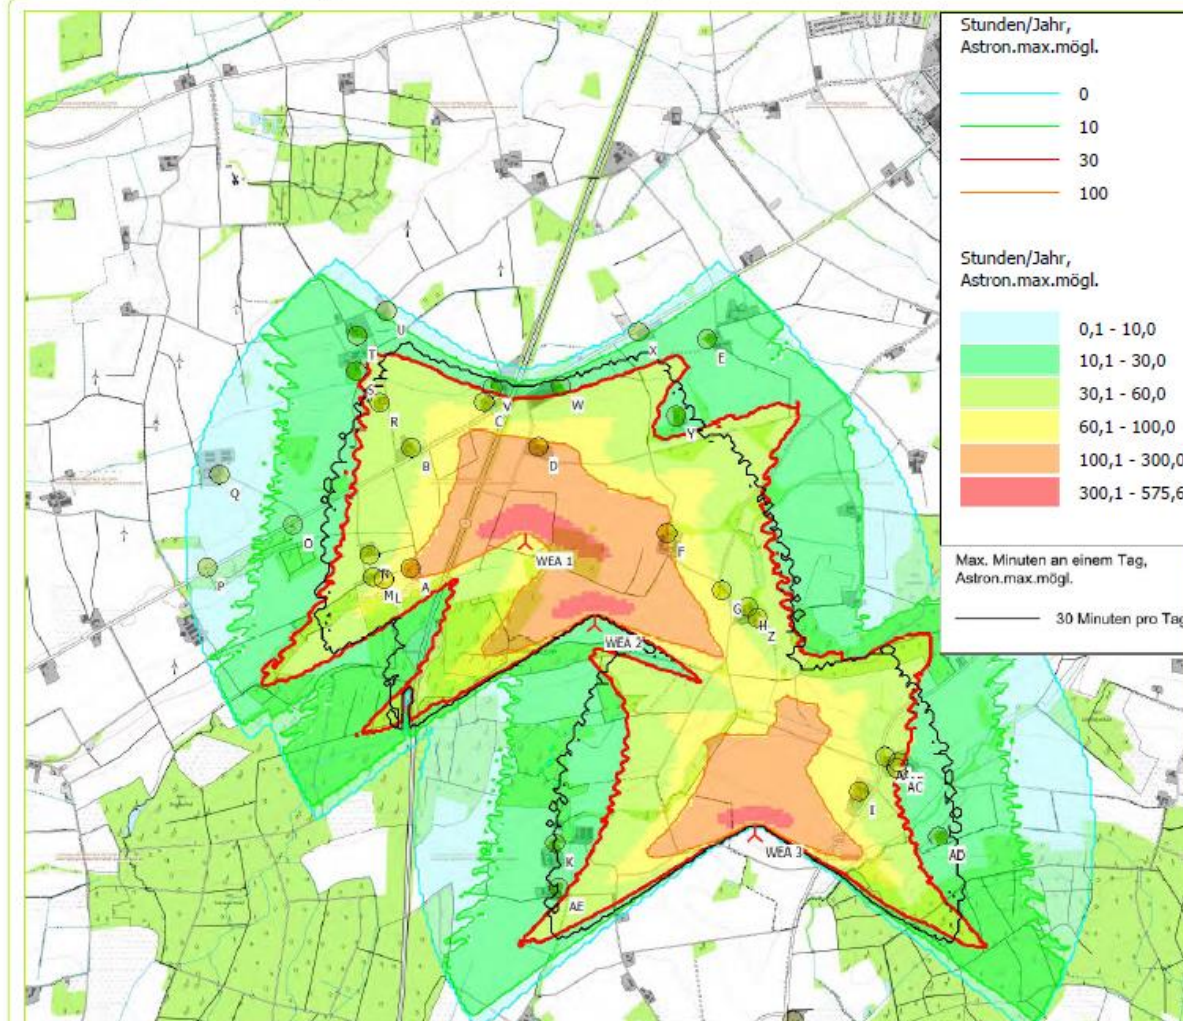 Stunden/Jahr,
Astron.max.mögl.
0
10
30
100
Stunden/Jahr,
Astron.max.mögl.
0,1 - 10,0
10,1 - 30,0
30,1 - 60,0
60,1 - 100,0
100,1 - 300,0
300,1 - 575,6
Max. Minuten an einem Tag,
Astron.max.mögl.
30 Minuten pro Tag
U
T
X
E
S
V
W
R
C
Y
B
D
Q
O
F
WEA 1
P
N
A
M
L
G
H
Z
WEA 2
AC
I
WEA 3
AD
K
AE